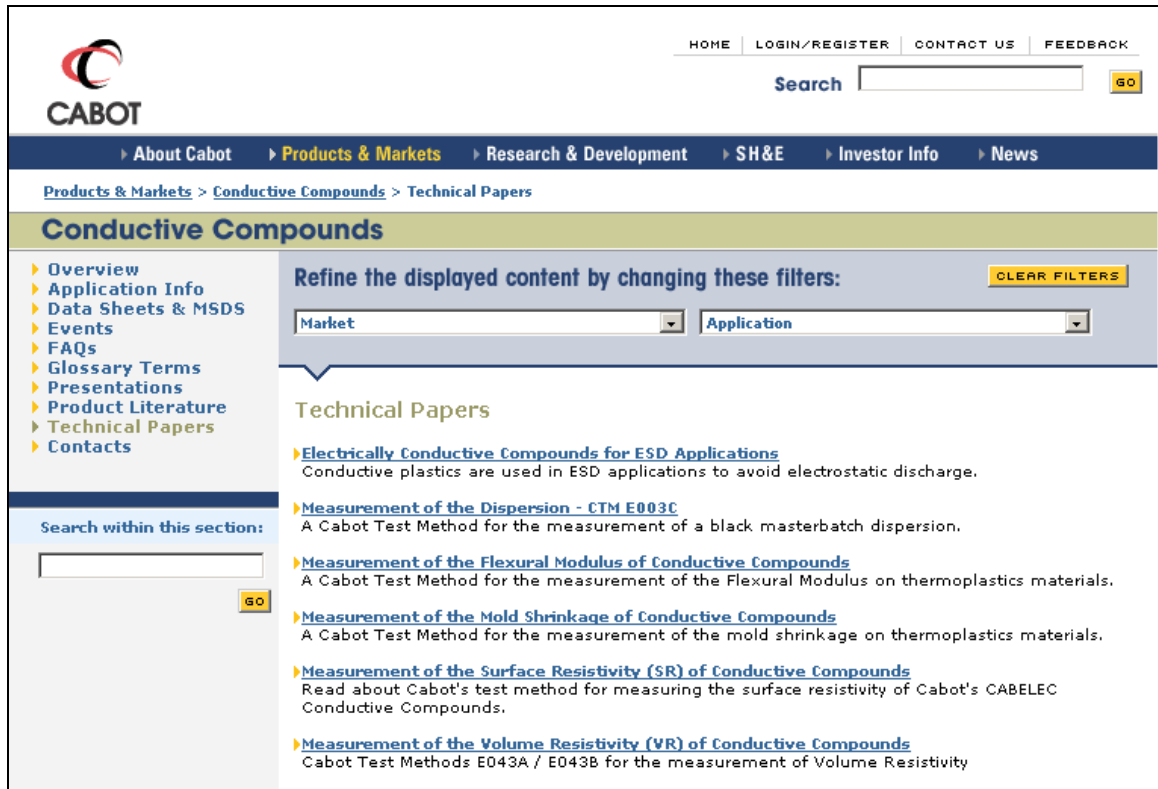 HOME LOGIN/REGISTER CONTACT US FEEDBACK
Search GO
CABOT
About Cabot Products & Markets Research & Development SH&E Investor Info News
Products & Markets > Conductive Compounds > Technical Papers
Conductive Compounds
Overview
Application Info
Data Sheets & MSDS
Events
FAQs
Glossary Terms
Presentations
Product Literature
Technical Papers
Contacts
Search within this section:
GO
Refine the displayed content by changing these filters:
CLEAR FILTERS
Market Application
Technical Papers
Electrically Conductive Compounds for ESD Applications
Conductive plastics are used in ESD applications to avoid electrostatic discharge.
Measurement of the Dispersion - CTM E003C
A Cabot Test Method for the measurement of a black masterbatch dispersion.
Measurement of the Flexural Modulus of Conductive Compounds
A Cabot Test Method for the measurement of the Flexural Modulus on thermoplastics materials.
Measurement of the Mold Shrinkage of Conductive Compounds
A Cabot Test Method for the measurement of the mold shrinkage on thermoplastics materials.
Measurement of the Surface Resistivity (SR) of Conductive Compounds
Read about Cabot's test method for measuring the surface resistivity of Cabot's CABELEC
Conductive Compounds.
Measurement of the Volume Resistivity (VR) of Conductive Compounds
Cabot Test Methods E043A / E043B for the measurement of Volume Resistivity